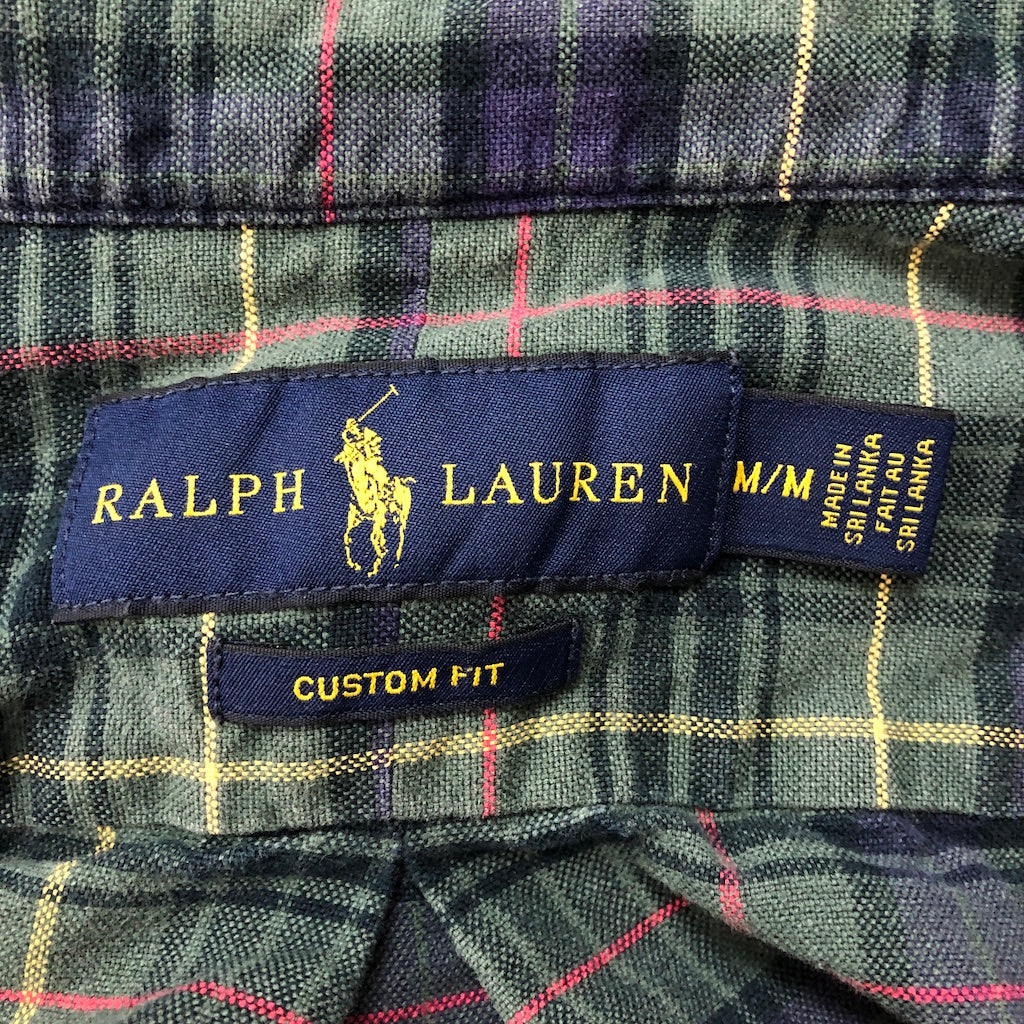 RALPH LAUREN
M/M
MADE IN
SRI LANKA
FAIT AU
SRI LANKA
CUSTOM FIT